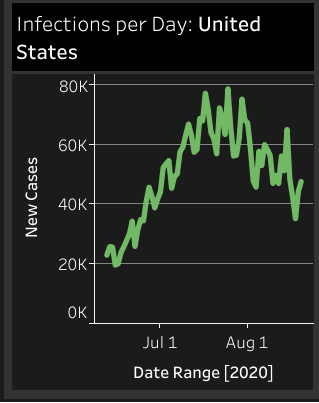 Infections per Day: United
States
80K
60K
40K
20K
0K
New Cases
Jul 1
Aug 1
Date Range [2020]